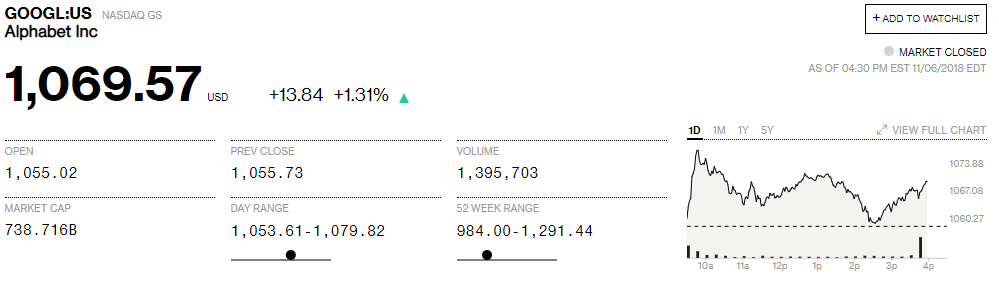 GOOGL:US NASDAQ GS
Alphabet Inc
+ ADD TO WATCHLIST
MARKET CLOSED
AS OF 04:30 PM EST 11/06/2018 EDT
1,069.57 USD +13.84 +1.31%
1D 1M 1Y 5Y VIEW FULL CHART
OPEN
1,055.02
PREV CLOSE
1,055.73
VOLUME
1,395,703
MARKET CAP
738.716B
DAY RANGE
1,053.61-1,079.82
52 WEEK RANGE
984.00-1,291.44
1073.88
1067.08
1060.27
10a 11a 12p 1p 2p 3p 4p